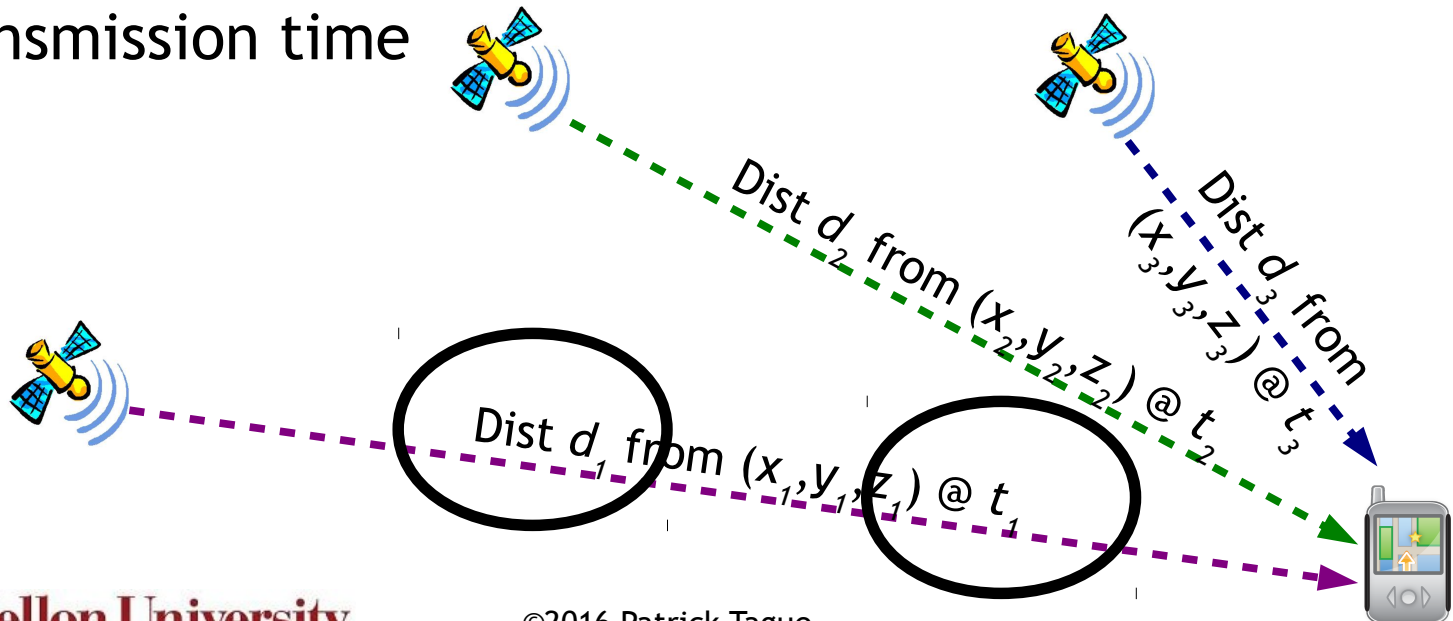 nsmission time
Dist d₂ from (x₂,y₂,z₂) @ t₂
Dist d₃ from
(x₃,y₃,z₃) @ t₃
Dist d₁ from (x₁,y₁,z₁) @ t₁
ellon University
©2016 Patrick Tague